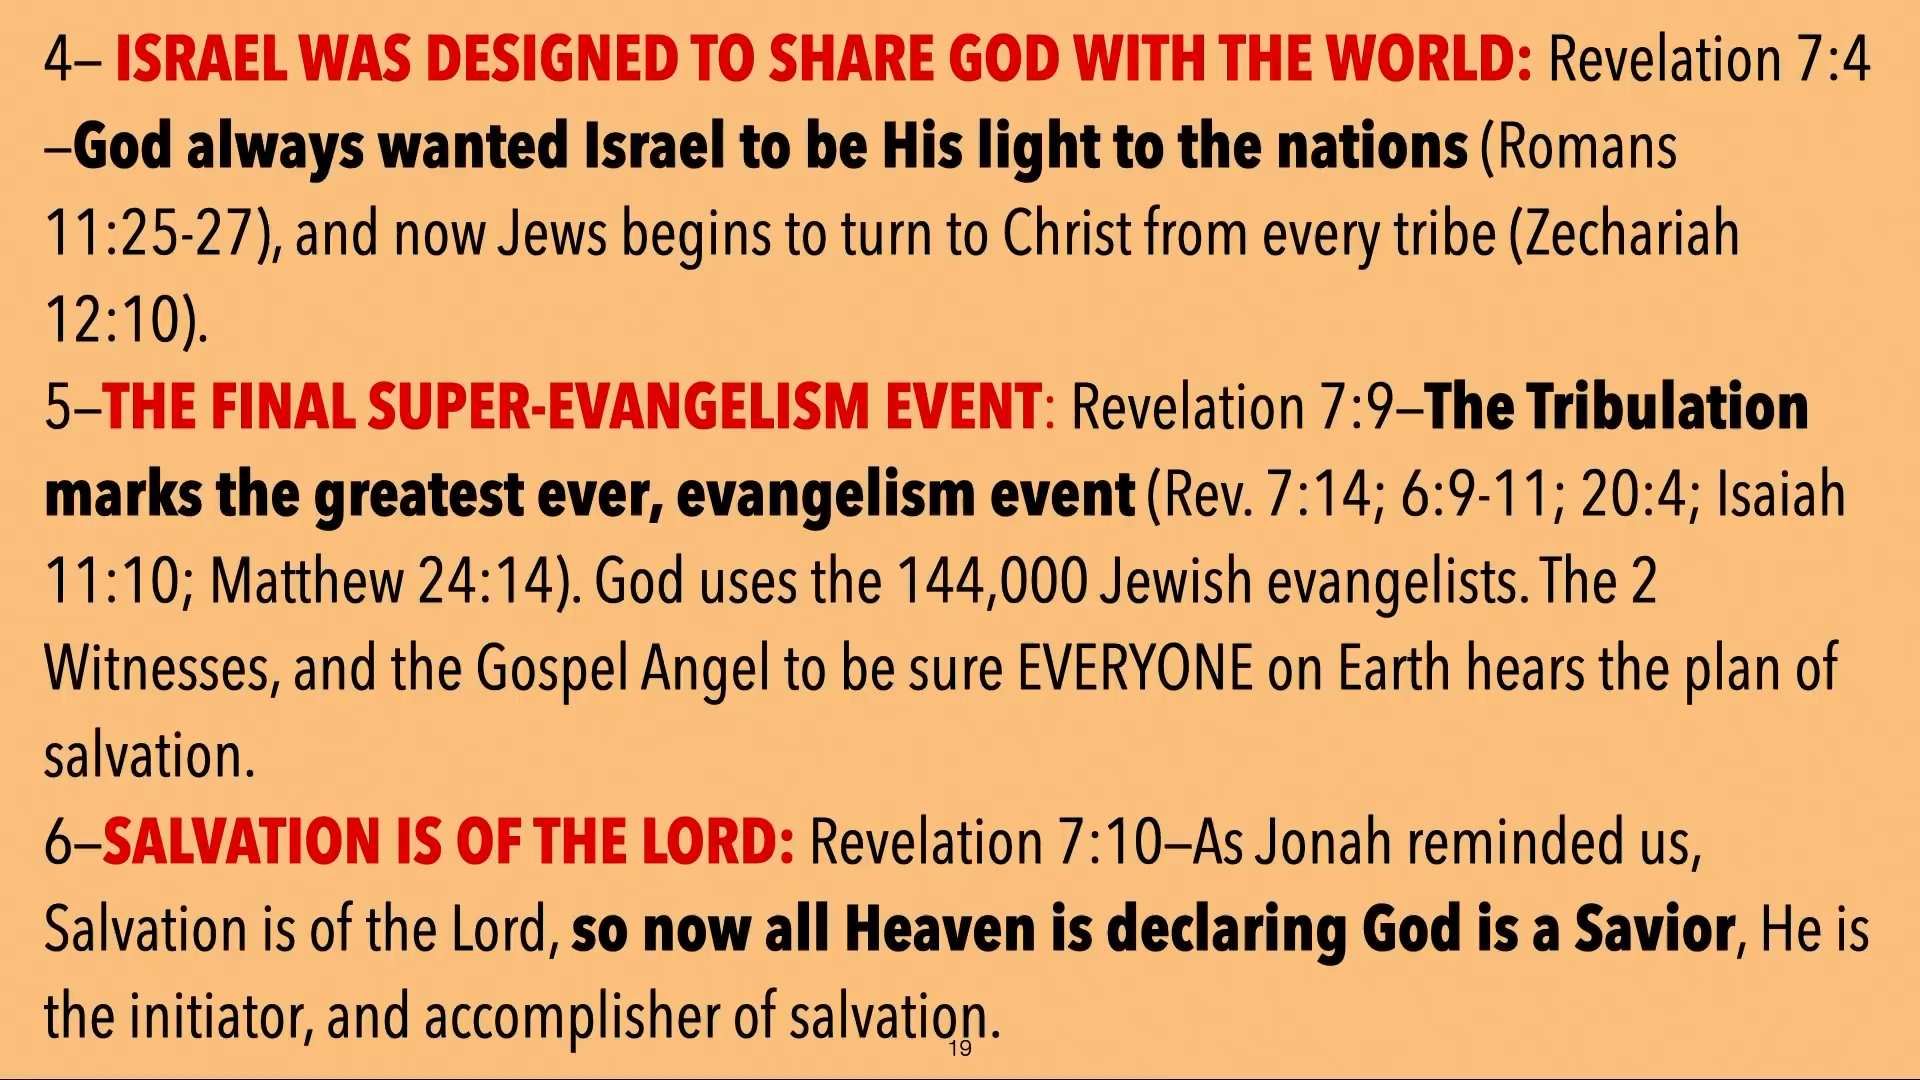 4– ISRAEL WAS DESIGNED TO SHARE GOD WITH THE WORLD: Revelation 7:4
–God always wanted Israel to be His light to the nations (Romans
11:25-27), and now Jews begins to turn to Christ from every tribe (Zechariah
12:10).
5–THE FINAL SUPER-EVANGELISM EVENT: Revelation 7:9–The Tribulation
marks the greatest ever, evangelism event (Rev. 7:14; 6:9-11; 20:4; Isaiah
11:10; Matthew 24:14). God uses the 144,000 Jewish evangelists. The 2
Witnesses, and the Gospel Angel to be sure EVERYONE on Earth hears the plan of
salvation.
6–SALVATION IS OF THE LORD: Revelation 7:10–As Jonah reminded us,
Salvation is of the Lord, so now all Heaven is declaring God is a Savior, He is
the initiator, and accomplisher of salvation.
19